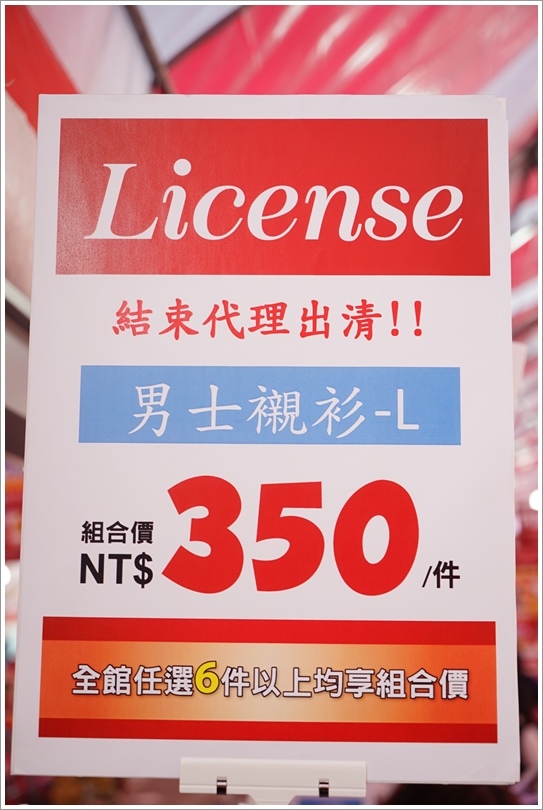 License
結束代理出清!!
男士襯衫-L
組合價
NT$350/件
全館任選6件以上均享組合價